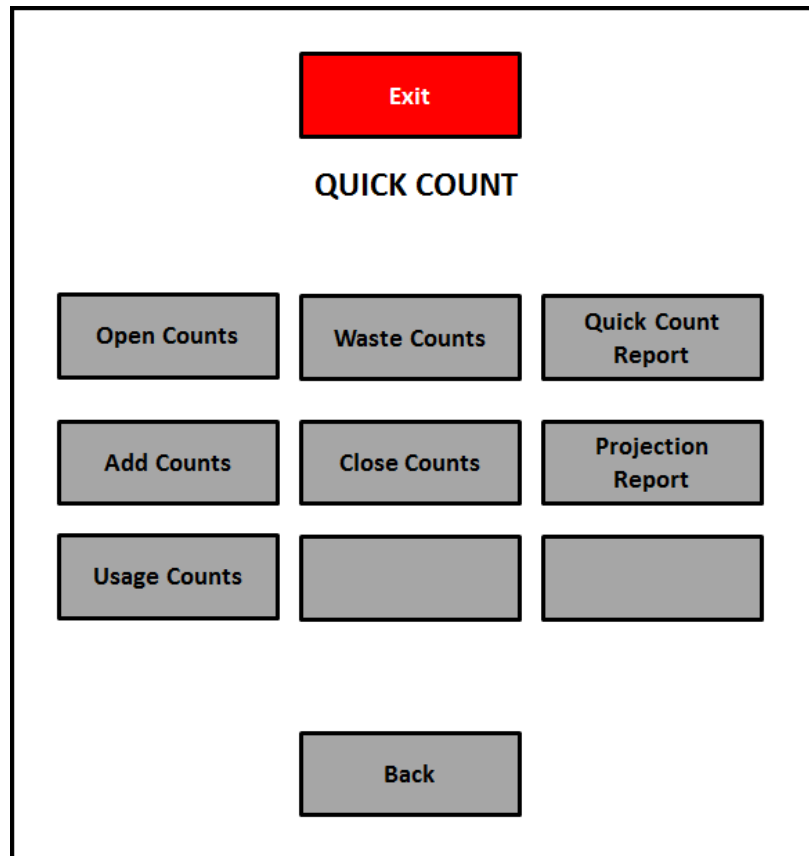 Exit
QUICK COUNT
Open Counts
Waste Counts
Quick Count
Report
Add Counts
Close Counts
Projection
Report
Usage Counts
Back